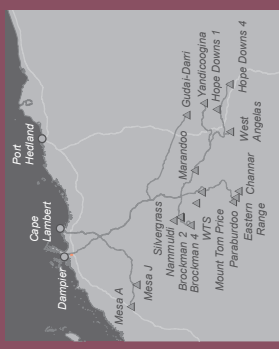 Port
Hedland
Cape
Lambert
Dampier
Mesa A
Mesa J
Silvergrass
Nammuldi
Brockman 2
Brockman 4
Marandoo
WTS
Mount Tom Price
Paraburdoo
Eastern
Range
Channar
Gudai-Darri
Yandicoogina
Hope Downs 1
Hope Downs 4
West
Angelas